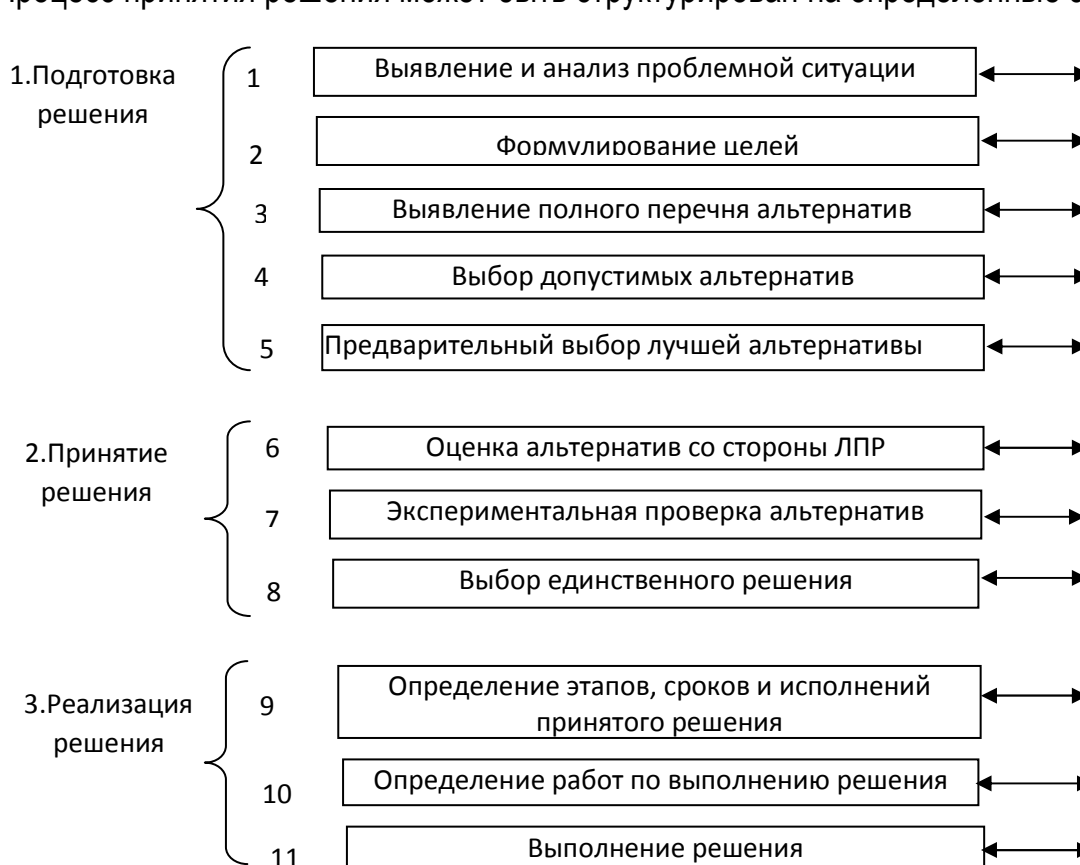 процесс принятия решения может быть структурирован на определенные
1.Подготовка
решения
1
Выявление и анализ проблемной ситуации
2
Формулирование целей
3
Выявление полного перечня альтернатив
4
Выбор допустимых альтернатив
5
Предварительный выбор лучшей альтернативы
2.Принятие
решения
6
Оценка альтернатив со стороны ЛПР
7
Экспериментальная проверка альтернатив
8
Выбор единственного решения
3.Реализация
решения
9
Определение этапов, сроков и исполнений
принятого решения
10
Определение работ по выполнению решения
11
Выполнение решения